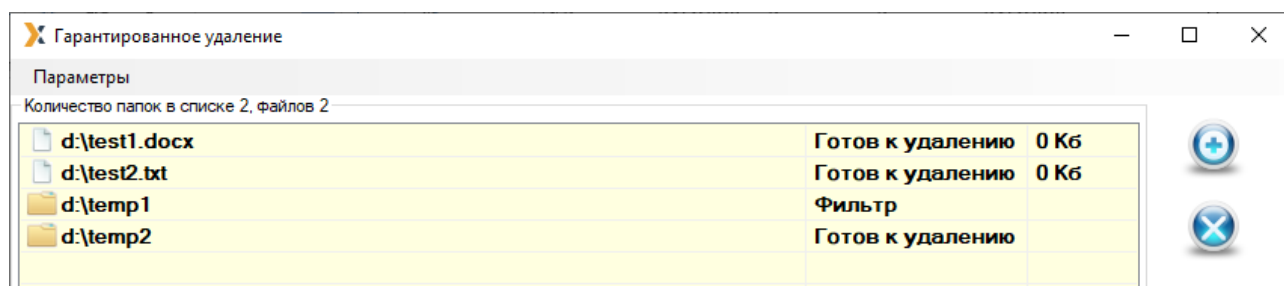 Гарантированное удаление
Параметры
Количество папок в списке 2, файлов 2
d:\test1.docx Готов к удалению 0 Кб
d:\test2.txt Готов к удалению 0 Кб
d:\temp1 Фильтр
d:\temp2 Готов к удалению